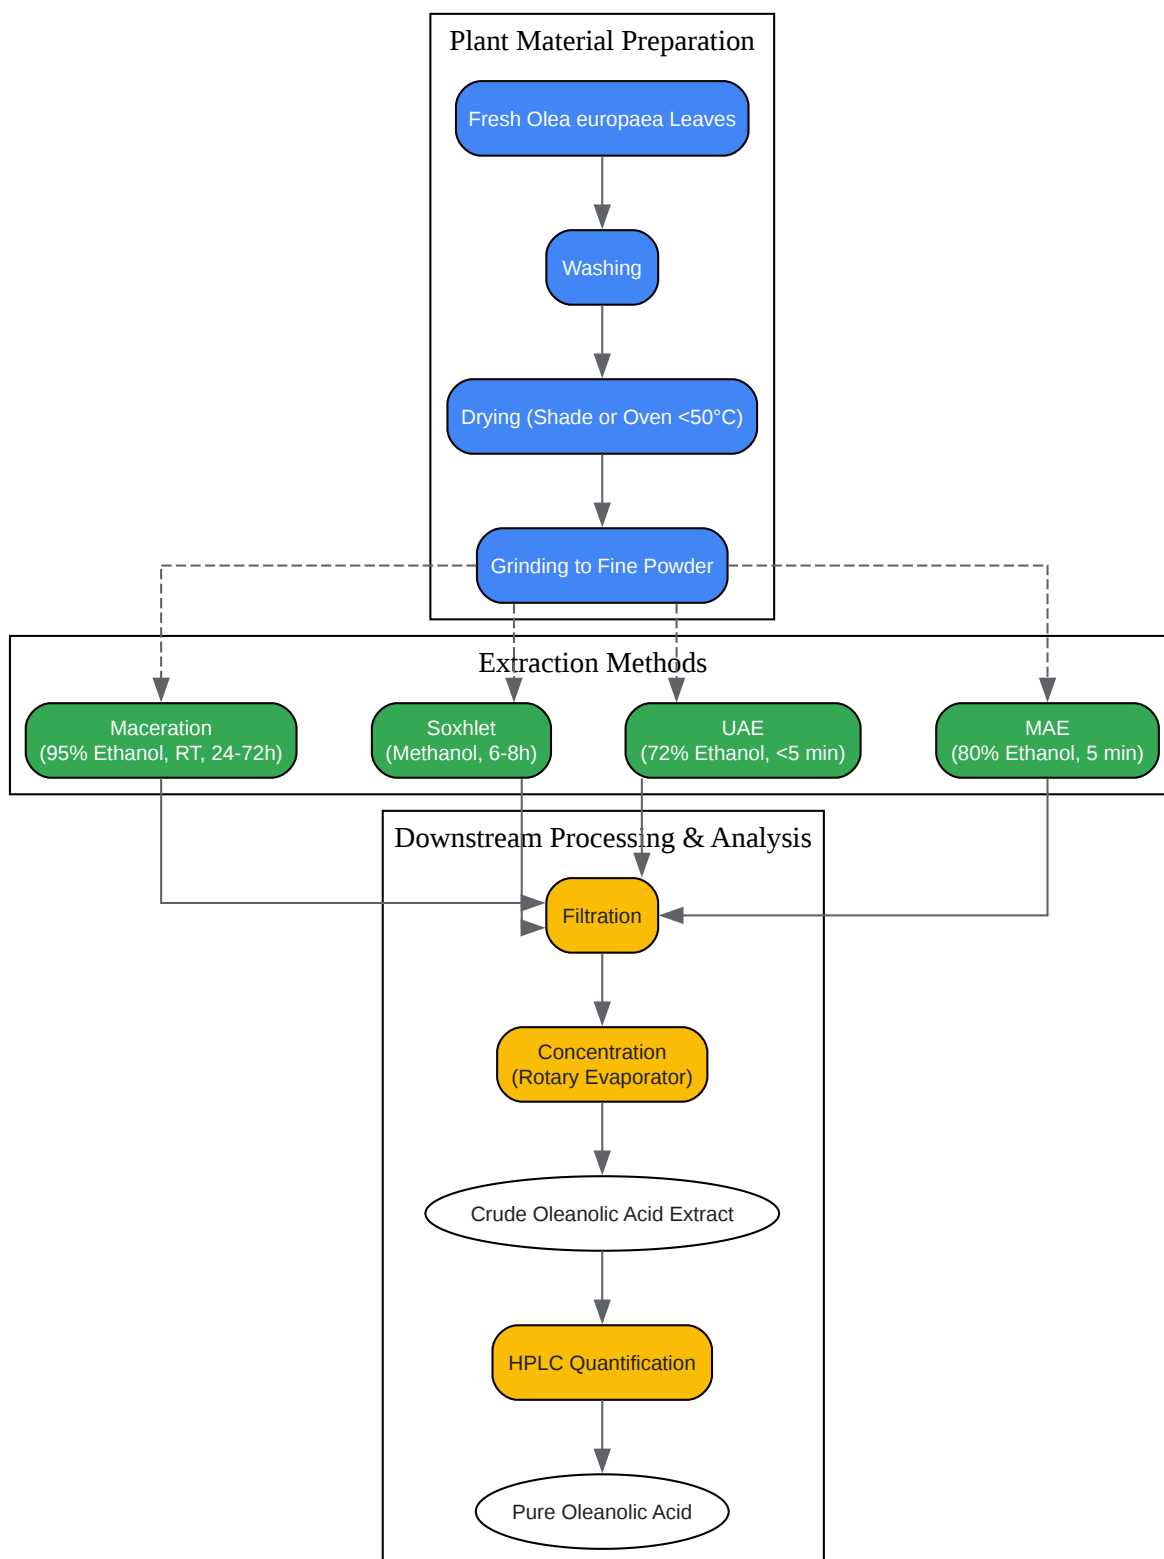 Plant Material Preparation
Fresh Olea europaea Leaves
Washing
Drying (Shade or Oven <50°C)
Grinding to Fine Powder
Extraction Methods
Maceration
(95% Ethanol, RT, 24-72h)
Soxhlet
(Methanol, 6-8h)
UAE
(72% Ethanol, <5 min)
MAE
(80% Ethanol, 5 min)
Downstream Processing & Analysis
Filtration
Concentration
(Rotary Evaporator)
Crude Oleanolic Acid Extract
HPLC Quantification
Pure Oleanolic Acid